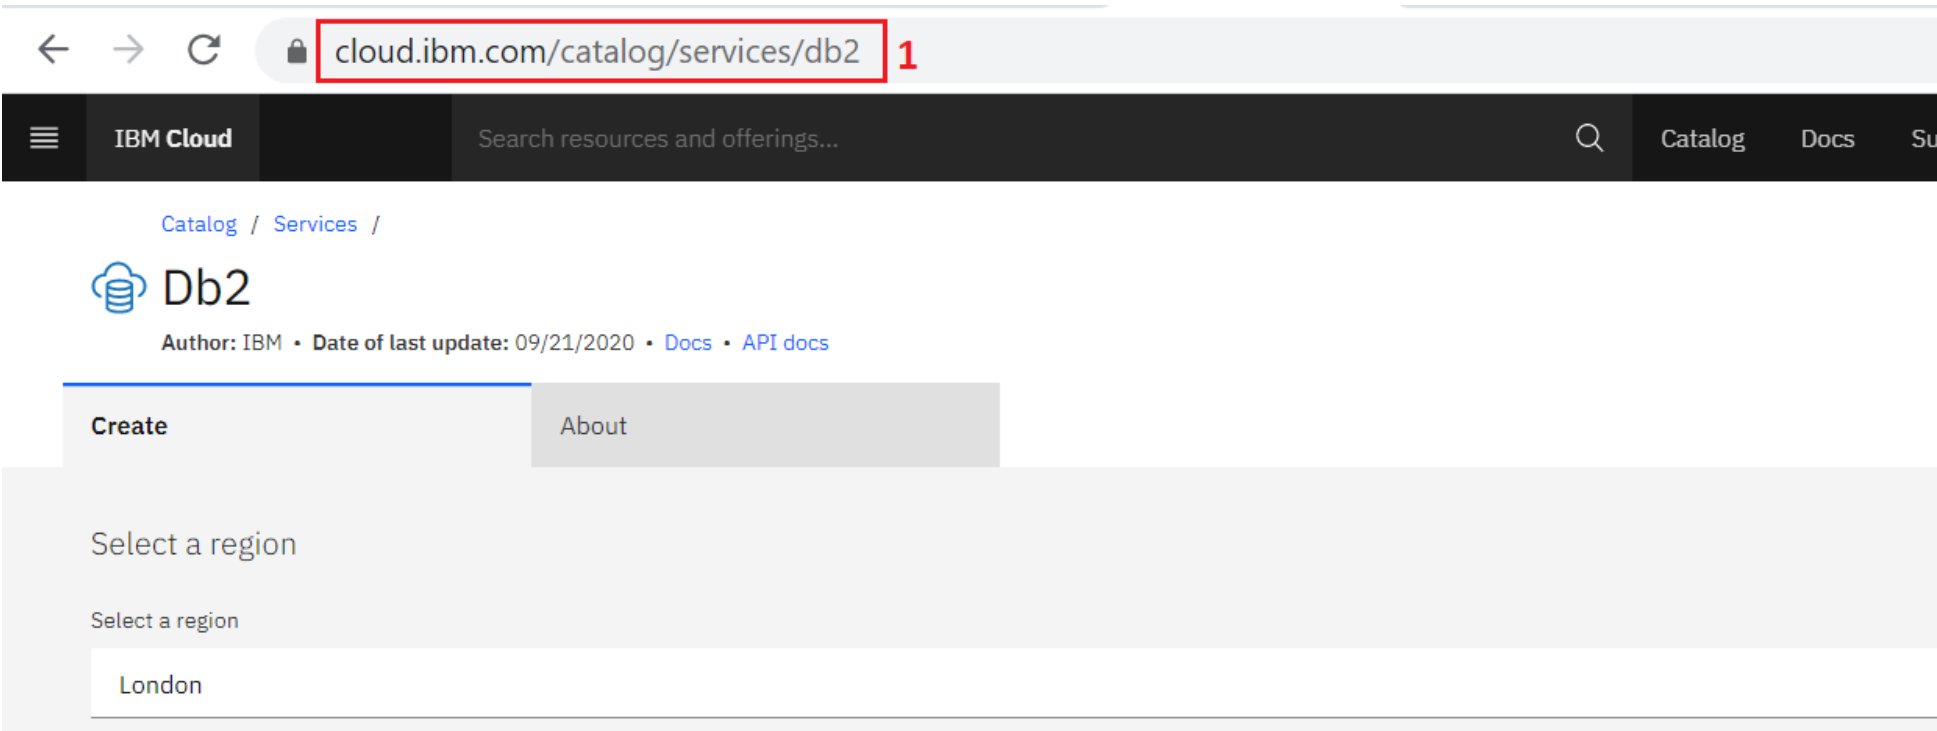 cloud.ibm.com/catalog/services/db2 1
IBM Cloud Search resources and offerings... Catalog Docs Su
Catalog / Services /
Db2
Author: IBM • Date of last update: 09/21/2020 • Docs • API docs
Create About
Select a region
Select a region
London